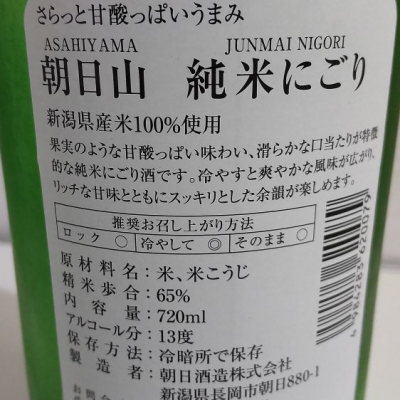 さらっと甘酸っぱいうまみ
ASAHIYAMA JUNMAI NIGORI
朝日山 純米にごり
新潟県産米100%使用
果実のような甘酸っぱい味わい、滑らかな口当たりが特徴
的な純米にごり酒です。冷やすと爽やかな風味が広がり、
リッチな甘味とともにスッキリとした余韻が楽しめます。
推奨お召し上がり方法
ロック ○ 冷やして ◎ そのまま ○
原材料名:米、米こうじ
精米歩合:65%
内容量:720ml
アルコール分:13度
保存方法:冷暗所で保存
製造者:朝日酒造株式会社
新潟県長岡市朝日880-1
4 984283 620079